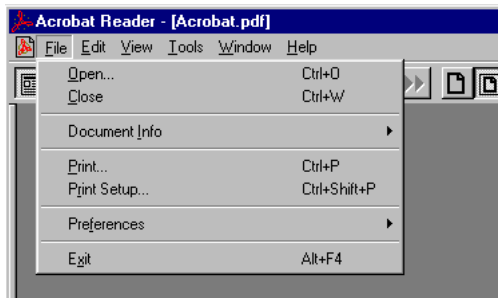 Acrobat Reader - [Acrobat.pdf]
File Edit View Tools Window Help
Open... Ctrl+O
Close Ctrl+W
Document Info
Print... Ctrl+P
Print Setup... Ctrl+Shift+P
Preferences
Exit Alt+F4